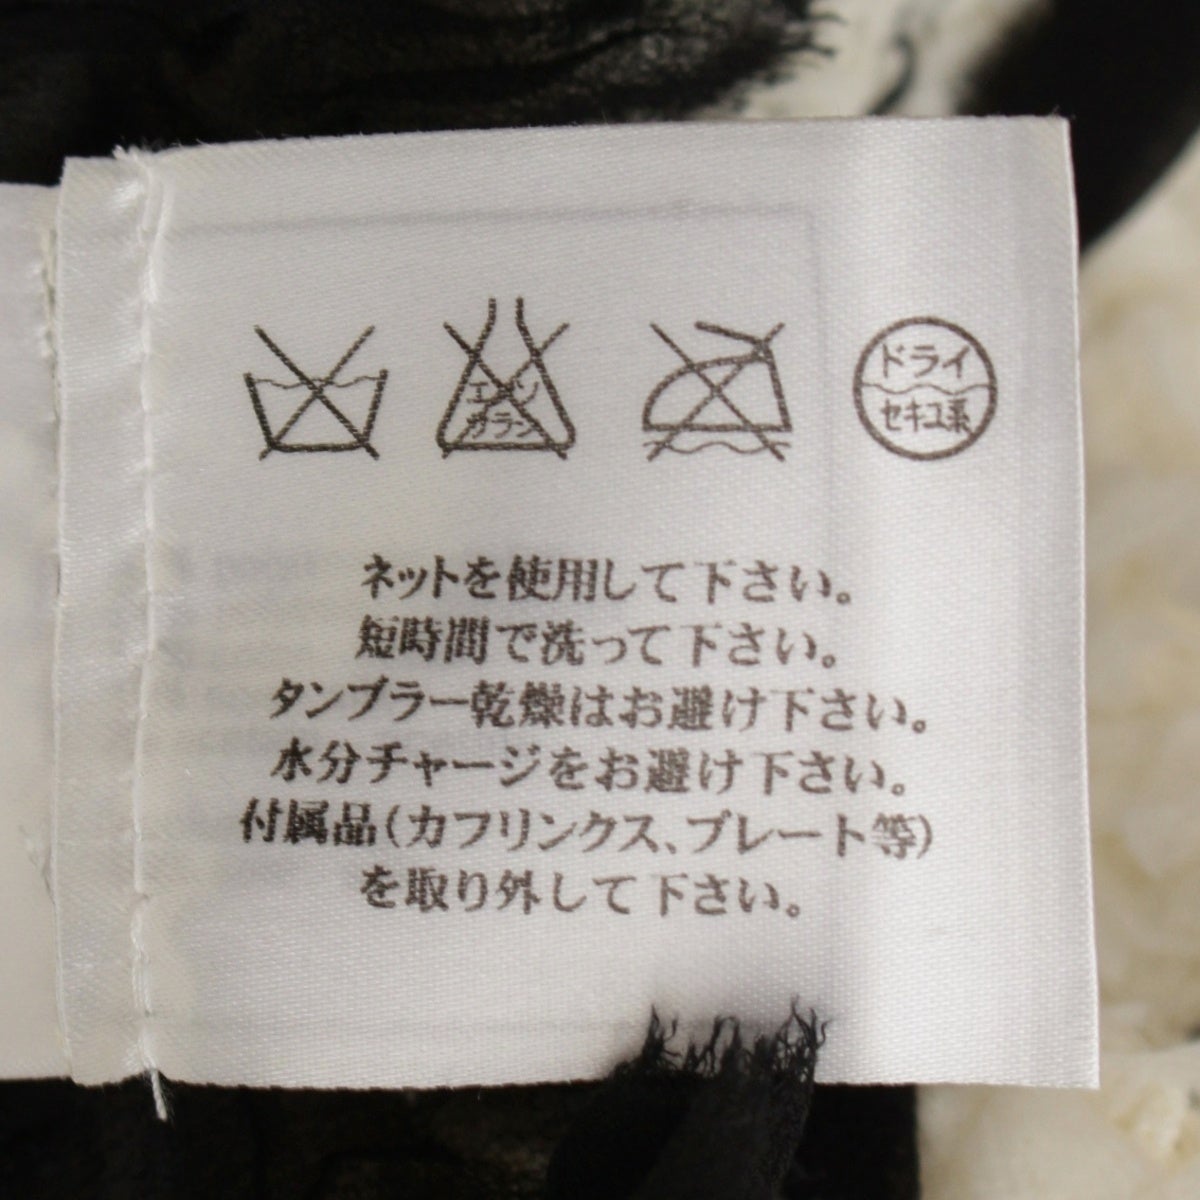 エンソ
サラシ
ドライ
セキユ系
ネットを使用して下さい。
短時間で洗って下さい。
タンブラー乾燥はお避け下さい。
水分チャージをお避け下さい。
付属品(カフリンクス、プレート等)
を取り外して下さい。